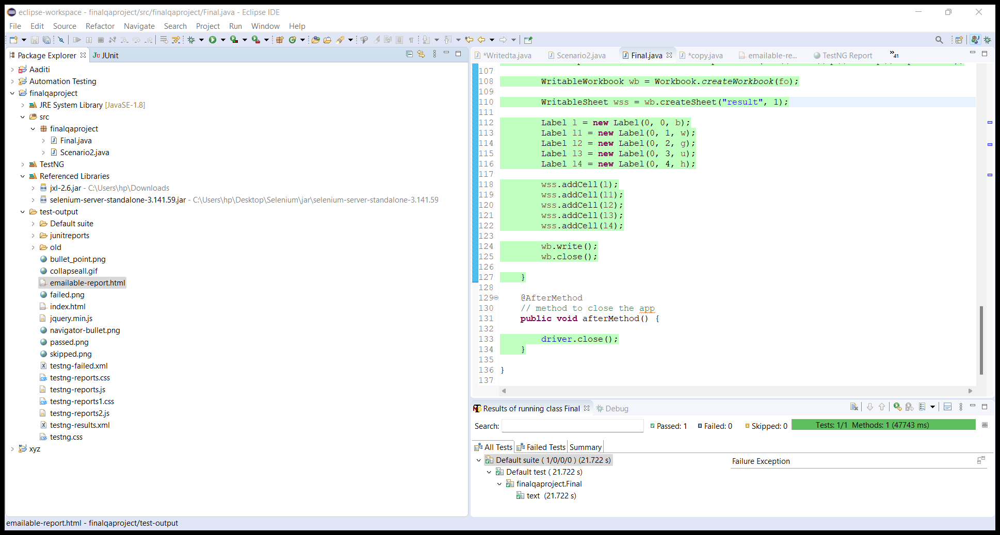 eclipse-workspace - finalqaproject/src/finalqaproject/Final.java - Eclipse IDE
File Edit Source Refactor Navigate Search Project Run Window Help
Package Explorer JUnit
Aaditi
Automation Testing
finalqaproject
JRE System Library [JavaSE-1.8]
src
finalqaproject
Final.java
Scenario2.java
TestNG
Referenced Libraries
jxl-2.6.jar - C:\Users\hp\Downloads
selenium-server-standalone-3.141.59.jar - C:\Users\hp\Desktop\Selenium\jar\selenium-server-standalone-3.141.59
test-output
Default suite
junitreports
old
bullet_point.png
collapseall.gif
emailable-report.html
failed.png
index.html
jquery.min.js
navigator-bullet.png
passed.png
skipped.png
testng-failed.xml
testng-reports.css
testng-reports.js
testng-reports1.css
testng-reports2.js
testng-results.xml
testng.css
xyz
*Writedta.java Scenario2.java Final.java *copy.java emailable-re... TestNG Report »41
107
108 WritableWorkbook wb = Workbook.createWorkbook(fo);
109
110 WritableSheet wss = wb.createSheet("result", 1);
111
112 Label l = new Label(0, 0, b);
113 Label l1 = new Label(0, 1, w);
114 Label l2 = new Label(0, 2, g);
115 Label l3 = new Label(0, 3, u);
116 Label l4 = new Label(0, 4, h);
117
118 wss.addCell(l);
119 wss.addCell(l1);
120 wss.addCell(l2);
121 wss.addCell(l3);
122 wss.addCell(l4);
123
124 wb.write();
125 wb.close();
126
127 }
128
129 @AfterMethod
130 // method to close the app
131 public void afterMethod() {
132
133 driver.close();
134 }
135
136 }
137
Results of running class Final Debug
Search: Passed: 1 Failed: 0 Skipped: 0 Tests: 1/1 Methods: 1 (47743 ms)
All Tests Failed Tests Summary
Default suite ( 1/0/0/0 ) (21.722 s)
Failure Exception
Default test ( 21.722 s)
finalqaproject.Final
text (21.722 s)
emailable-report.html - finalqaproject/test-output